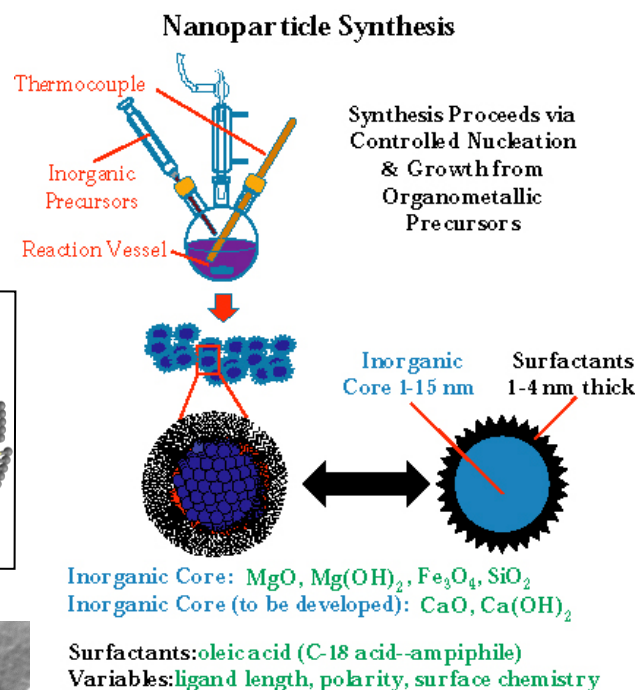 Nanoparticle Synthesis
Thermocouple
Inorganic
Precursors
Reaction Vessel
Synthesis Proceeds via
Controlled Nucleation
& Growth from
Organometallic
Precursors
Inorganic
Core 1-15 nm
Surfactants
1-4 nm thick
Inorganic Core: MgO, Mg(OH)₂, Fe₃O₄, SiO₂
Inorganic Core (to be developed): CaO, Ca(OH)₂
Surfactants:oleic acid (C-18 acid--ampiphile)
Variables:ligand length, polarity, surface chemistry